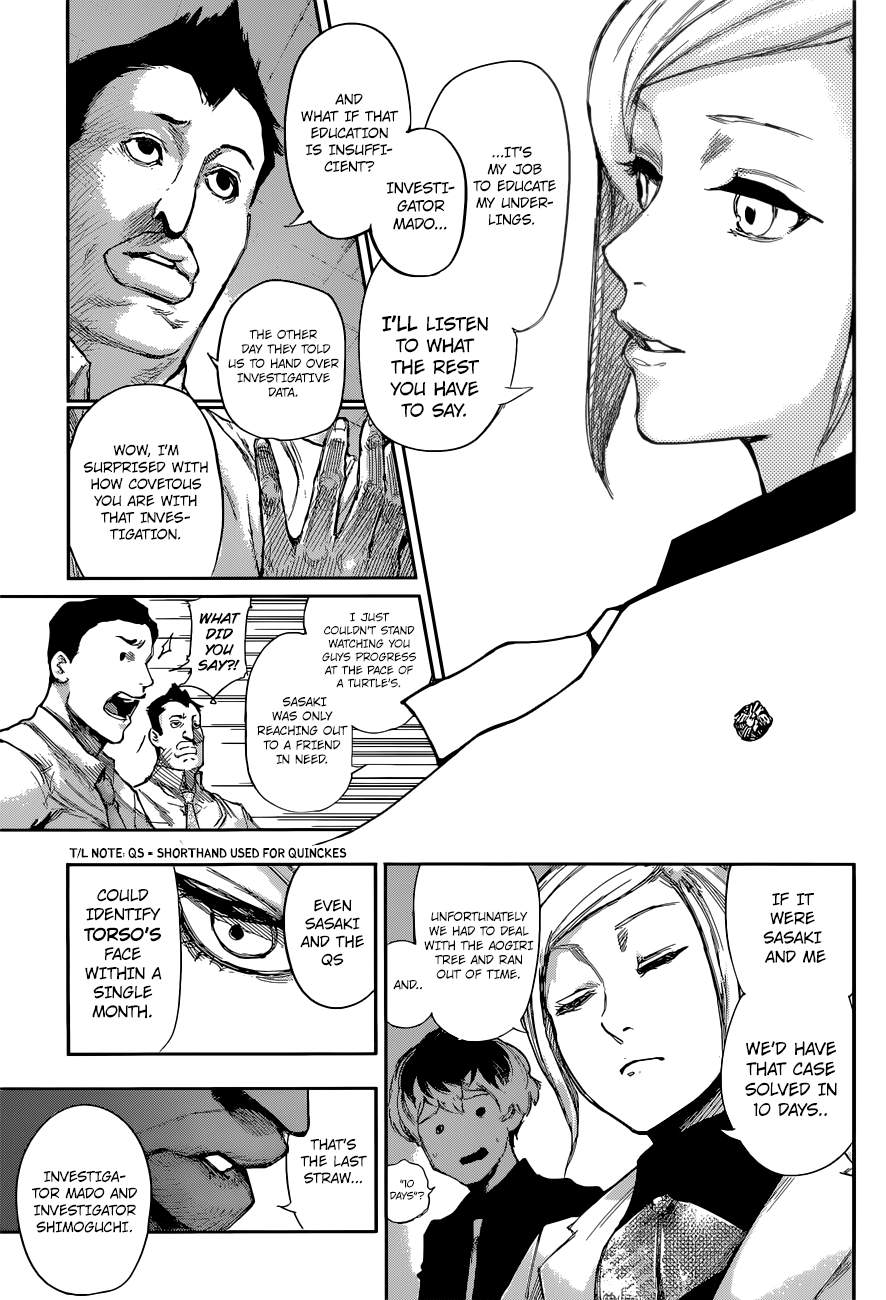 ...IT'S
MY JOB
TO EDUCATE
MY UNDER-
LINGS.
AND
WHAT IF THAT
EDUCATION
IS INSUFFI-
CIENT?
INVESTI-
GATOR
MADO...
I'LL LISTEN
TO WHAT
THE REST
YOU HAVE
TO SAY.
THE OTHER
DAY THEY TOLD
US TO HAND OVER
INVESTIGATIVE
DATA.
WOW, I'M
SURPRISED WITH
HOW COVETOUS
YOU ARE WITH
THAT INVES-
TIGATION.
I JUST
COULDN'T STAND
WATCHING YOU
GUYS PROGRESS
AT THE PACE OF
A TURTLE'S.
SASAKI
WAS ONLY
REACHING OUT
TO A FRIEND
IN NEED.
WHAT
DID
YOU
SAY?!
T/L NOTE: QS = SHORTHAND USED FOR QUINCKES
IF IT
WERE
SASAKI
AND ME
WE'D HAVE
THAT CASE
SOLVED IN
10 DAYS..
UNFORTUNATELY
WE HAD TO DEAL
WITH THE AOGIRI
TREE AND RAN
OUT OF TIME.
AND..
"10
DAYS"?
EVEN
SASAKI
AND THE
QS
COULD
IDENTIFY
TORSO'S
FACE
WITHIN A
SINGLE
MONTH.
THAT'S
THE LAST
STRAW...
INVESTIGA-
TOR MADO AND
INVESTIGATOR
SHIMOGUCHI.